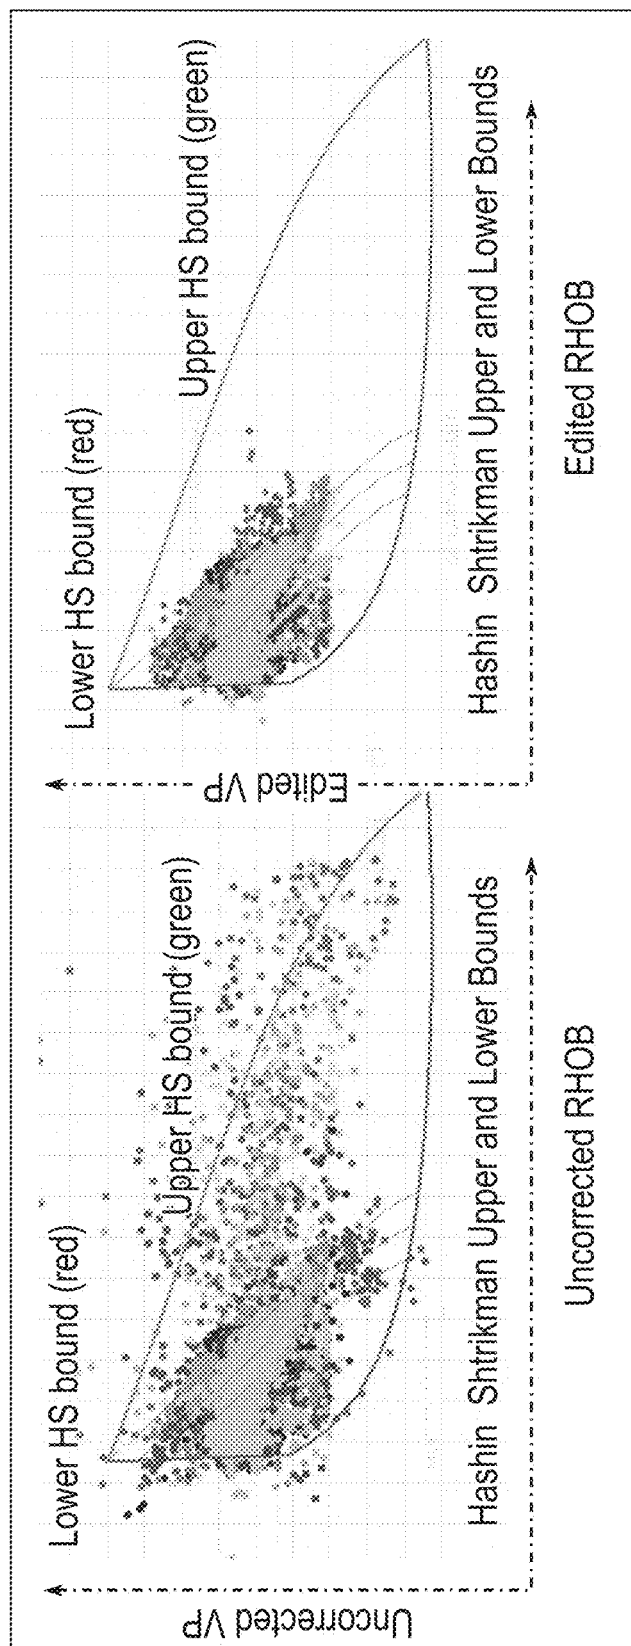 Uncorrected VP
Lower HS bound (red)
Upper HS bound (green)
Hashin Shtrikman Upper and Lower Bounds
Uncorrected RHOB
Edited VP
Lower HS bound (red)
Upper HS bound (green)
Hashin Shtrikman Upper and Lower Bounds
Edited RHOB